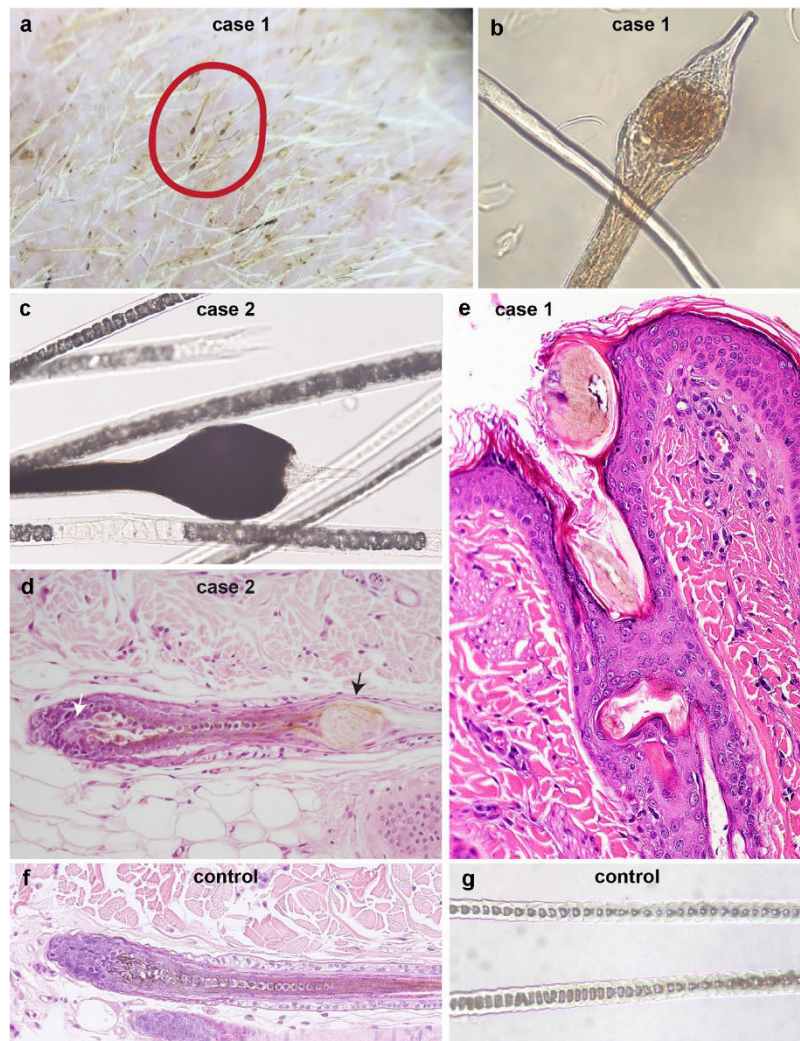 a
case 1
b
case 1
c
case 2
e
case 1
d
case 2
f
control
g
control